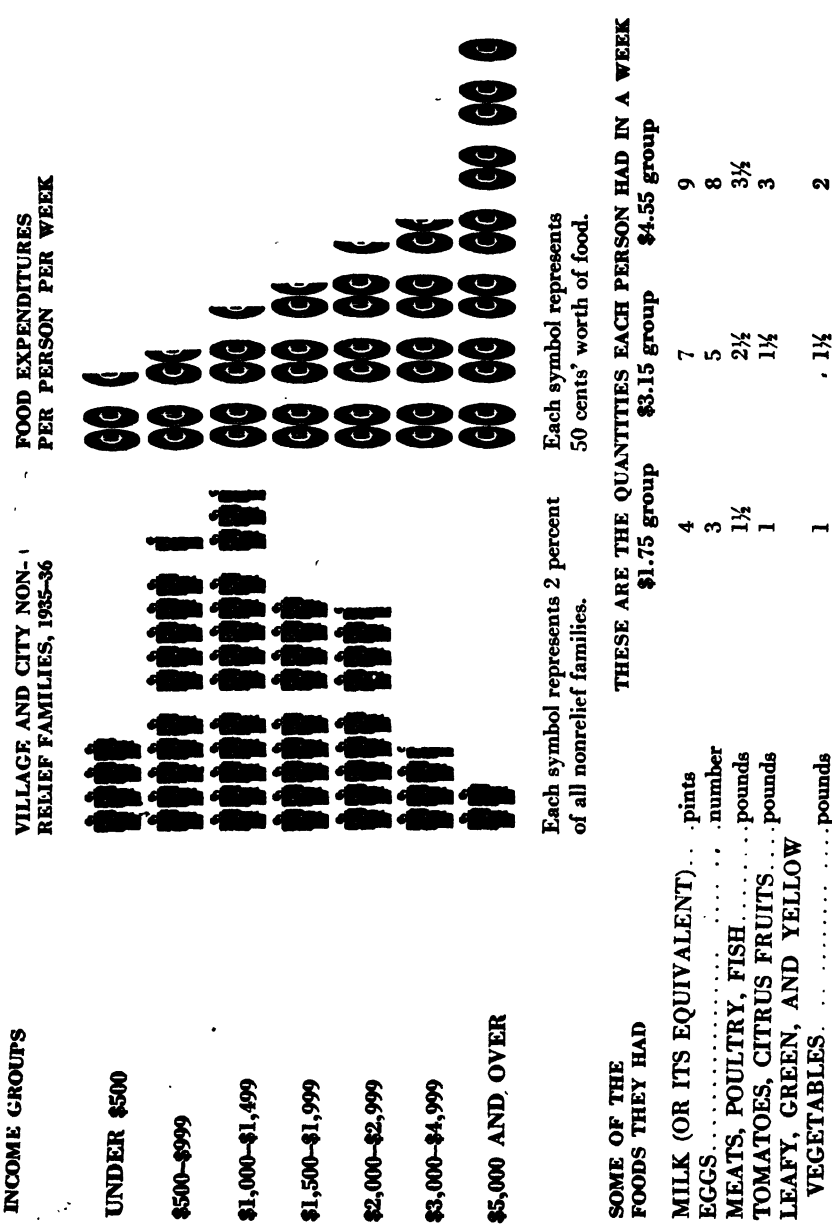 INCOME GROUPS
VILLAGE AND CITY NON-
RELIEF FAMILIES, 1935–36
FOOD EXPENDITURES
PER PERSON PER WEEK
UNDER $500
$500–$999
$1,000–$1,499
$1,500–$1,999
$2,000–$2,999
$3,000–$4,999
$5,000 AND OVER
Each symbol represents 2 percent
of all nonrelief families.
Each symbol represents
50 cents' worth of food.
SOME OF THE
FOODS THEY HAD
THESE ARE THE QUANTITIES EACH PERSON HAD IN A WEEK
$1.75 group $3.15 group $4.55 group
MILK (OR ITS EQUIVALENT)... .pints 4 7 9
EGGS..................... .number 3 5 8
MEATS, POULTRY, FISH.........pounds 1½ 2½ 3½
TOMATOES, CITRUS FRUITS....pounds 1 1½ 3
LEAFY, GREEN, AND YELLOW
VEGETABLES. .. ......... ....pounds 1 1½ 2